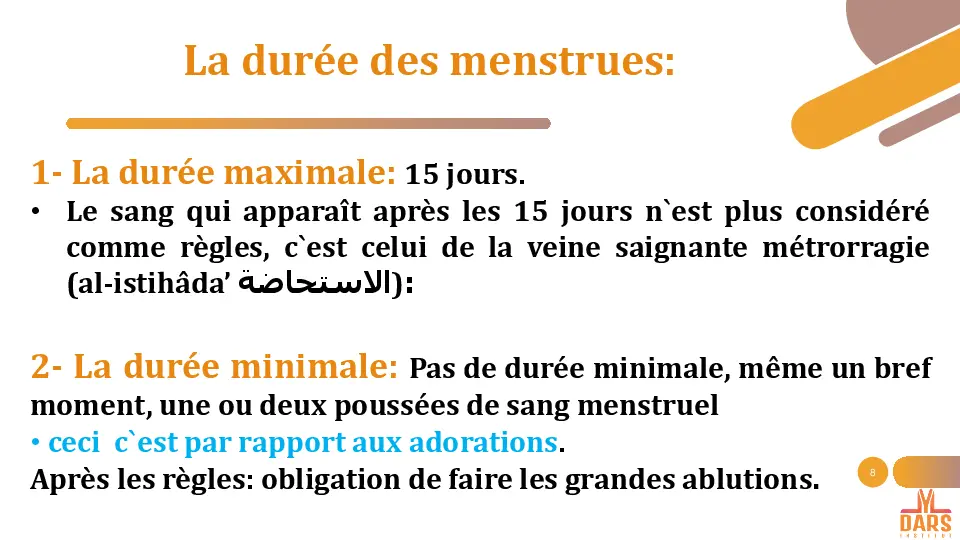 La durée des menstrues:
1- La durée maximale: 15 jours.
• Le sang qui apparaît après les 15 jours n`est plus considéré
comme règles, c`est celui de la veine saignante métrorragie
(al-istihâda’ الاستحاضة):
2- La durée minimale: Pas de durée minimale, même un bref
moment, une ou deux poussées de sang menstruel
• ceci  c`est par rapport aux adorations.
Après les règles: obligation de faire les grandes ablutions.
8
DARS
INSTITUT